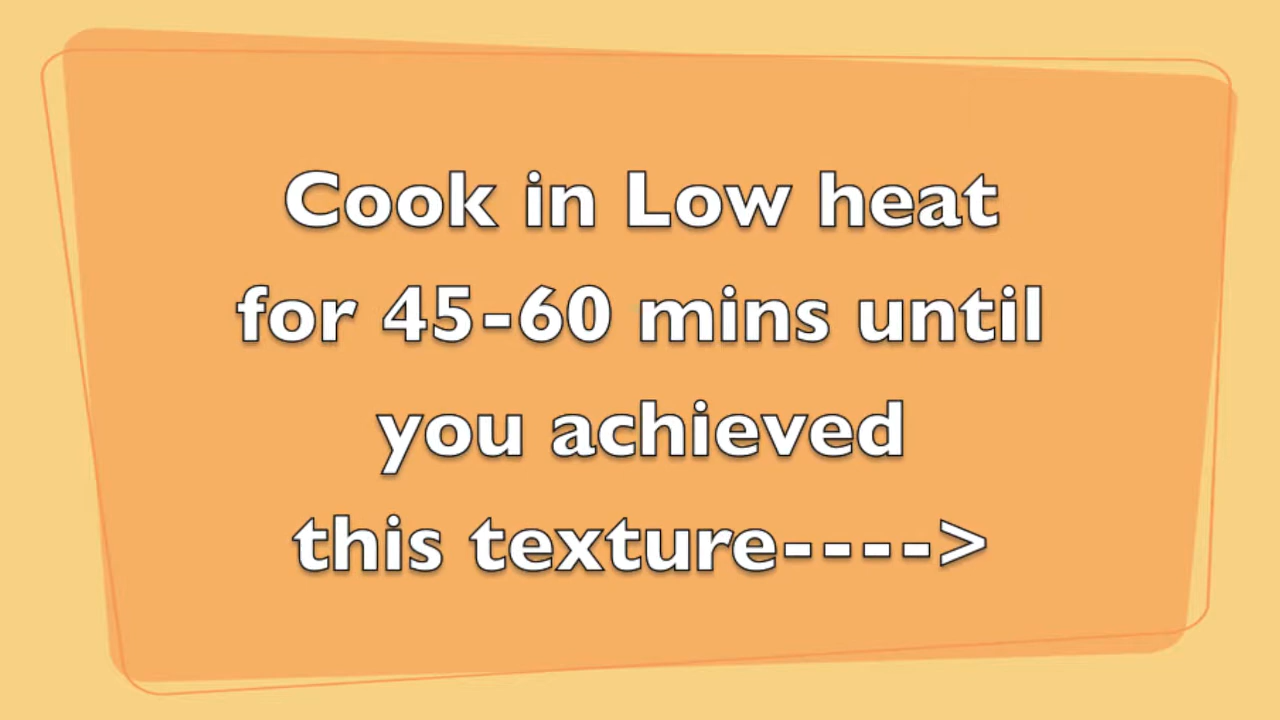 Cook in Low heat
for 45-60 mins until
you achieved
this texture---->